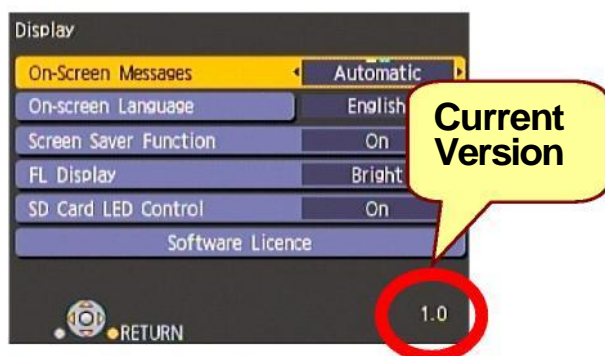 Display
On-Screen Messages Automatic
On-screen Language English
Screen Saver Function On
FL Display Bright
SD Card LED Control On
Software Licence
Current
Version
1.0
RETURN